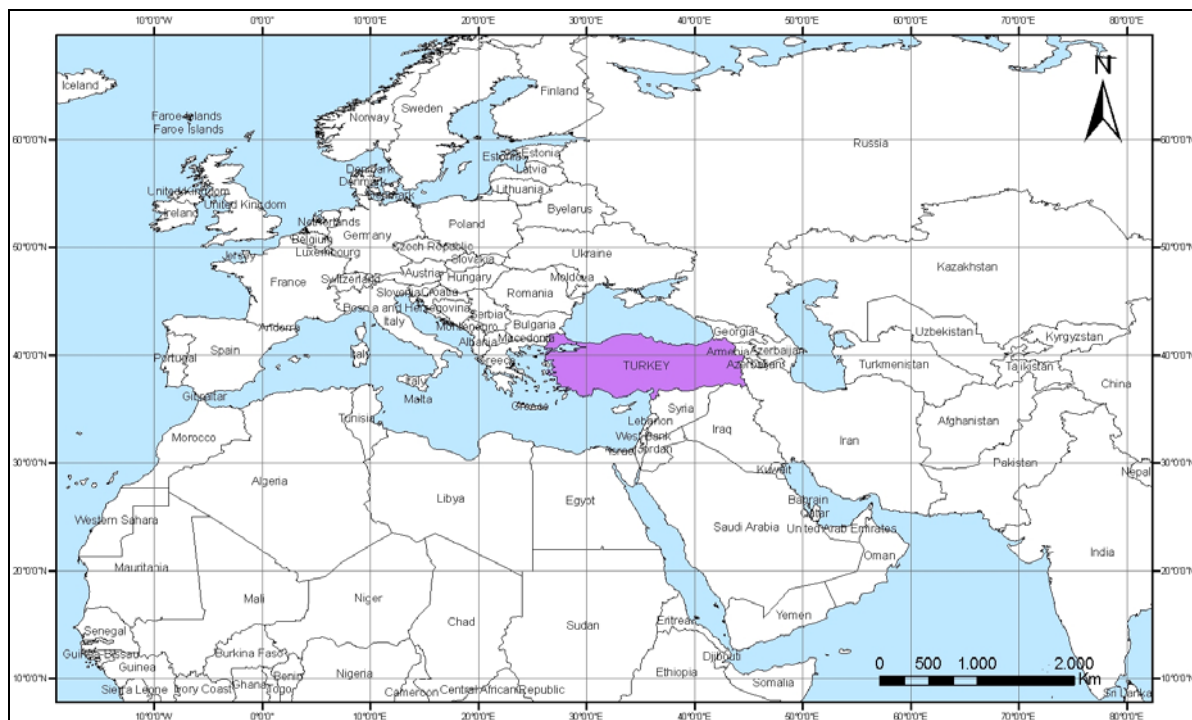 10°0'0"W 0°0'0" 10°0'0"E 20°0'0"E 30°0'0"E 40°0'0"E 50°0'0"E 60°0'0"E 70°0'0"E 80°0'0"E
N
Iceland
Finland
Sweden
Norway
Faroe Islands
Faroe Islands
60°0'0"N 60°0'0"N
Russia
Estonia
Estonia
Latvia
Denmark
Denmark
Denmark
Lithuania
United Kingdom
United Kingdom
Ireland
Byelarus
Netherlands
Poland
Germany
Belgium
50°0'0"N 50°0'0"N
Czech Republic
Luxembourg
Jersey
Ukraine
Slovakia
Kazakhstan
Austria
Hungary
Moldova
Switzerland
France
Slovenia
Croatia
Romania
Bosnia and Herzegovina
Serbia
Italy
Bulgaria
Montenegro
Andorra
Georgia
Uzbekistan
Kyrgyzstan
Macedonia
Albania
40°0'0"N 40°0'0"N
Spain
Portugal
Italy
Greece
Armenia
Azerbaijan
Azerbaijan
TURKEY
Turkmenistan
Tajikistan
China
Italy
Gibraltar
Malta
Greece
Syria
Tunisia
Lebanon
Afghanistan
Morocco
West Bank
Iraq
Iran
Israel
Jordan
30°0'0"N 30°0'0"N
Pakistan
Kuwait
Nepal
Algeria
Libya
Egypt
Bahrain
Qatar
Western Sahara
Saudi Arabia
United Arab Emirates
Oman
India
20°0'0"N 20°0'0"N
Mauritania
Mali
Niger
Chad
Sudan
Yemen
Eritrea
Senegal
Guinea Bissau
Burkina Faso
Djibouti
Guinea
Benin
Nigeria
Ethiopia
10°0'0"N 10°0'0"N
Somalia
0 500 1.000 2.000
Km
Sierra Leone
Ivory Coast
Ghana
Togo
Cameroon
Central African Republic
Sri Lanka
10°0'0"W 0°0'0" 10°0'0"E 20°0'0"E 30°0'0"E 40°0'0"E 50°0'0"E 60°0'0"E 70°0'0"E 80°0'0"E